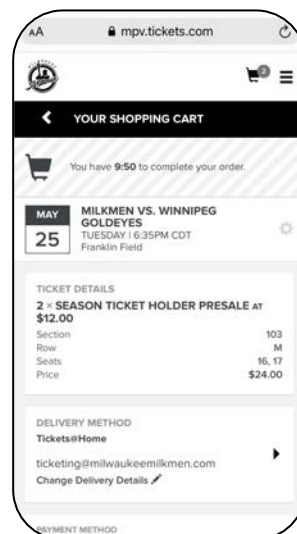 AA mpv.tickets.com
2
YOUR SHOPPING CART
You have 9:50 to complete your order.
MAY
25
MILKMEN VS. WINNIPEG
GOLDEYES
TUESDAY | 6:35PM CDT
Franklin Field
TICKET DETAILS
2 × SEASON TICKET HOLDER PRESALE AT
$12.00
Section 103
Row M
Seats 16, 17
Price $24.00
DELIVERY METHOD
Tickets@Home
ticketing@milwaukeemilkmen.com
Change Delivery Details
PAYMENT METHOD